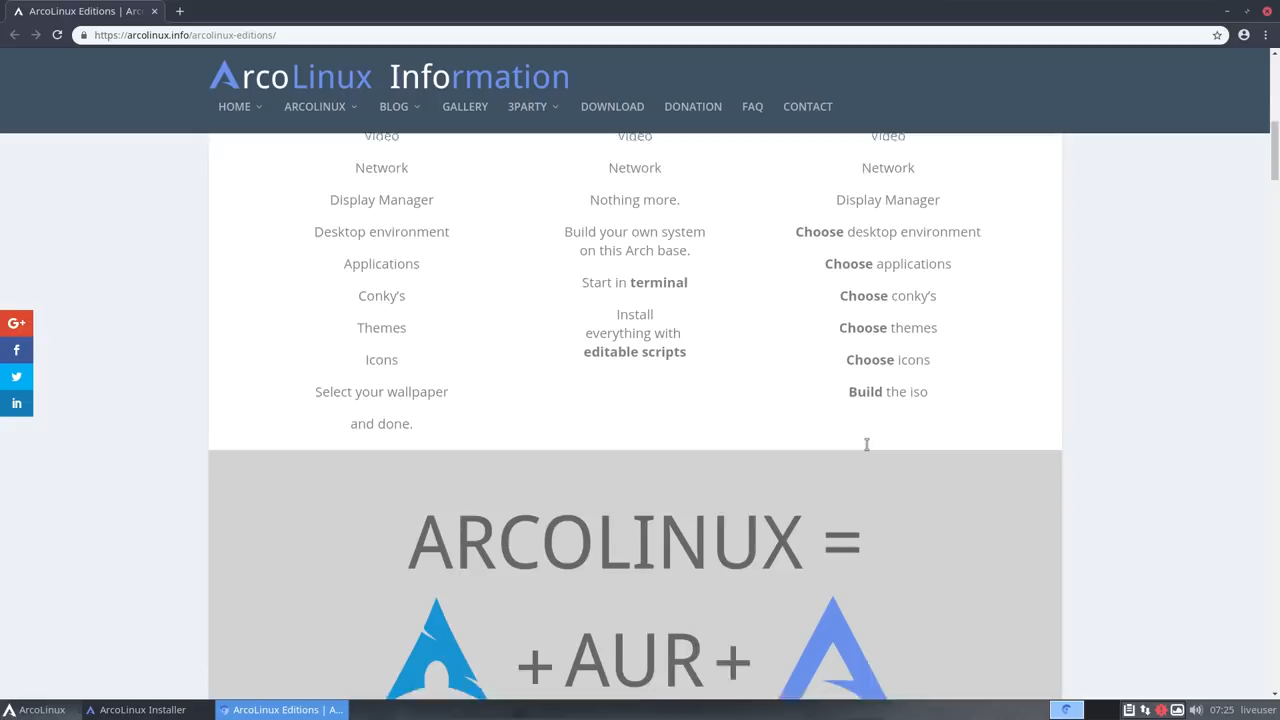 ArcoLinux Editions | Arc
https://arcolinux.info/arcolinux-editions/
ArcoLinux Information
HOME
ARCOLINUX
BLOG
GALLERY
3PARTY
DOWNLOAD
DONATION
FAQ
CONTACT
Video
Network
Display Manager
Desktop environment
Applications
Conky's
Themes
Icons
Select your wallpaper
and done.
Video
Network
Nothing more.
Build your own system
on this Arch base.
Start in terminal
Install
everything with
editable scripts
Video
Network
Display Manager
Choose desktop environment
Choose applications
Choose conky's
Choose themes
Choose icons
Build the iso
G+
f
in
ARCOLINUX =
+ AUR +
ArcoLinux
ArcoLinux Installer
ArcoLinux Editions | A...
07:25
liveuser